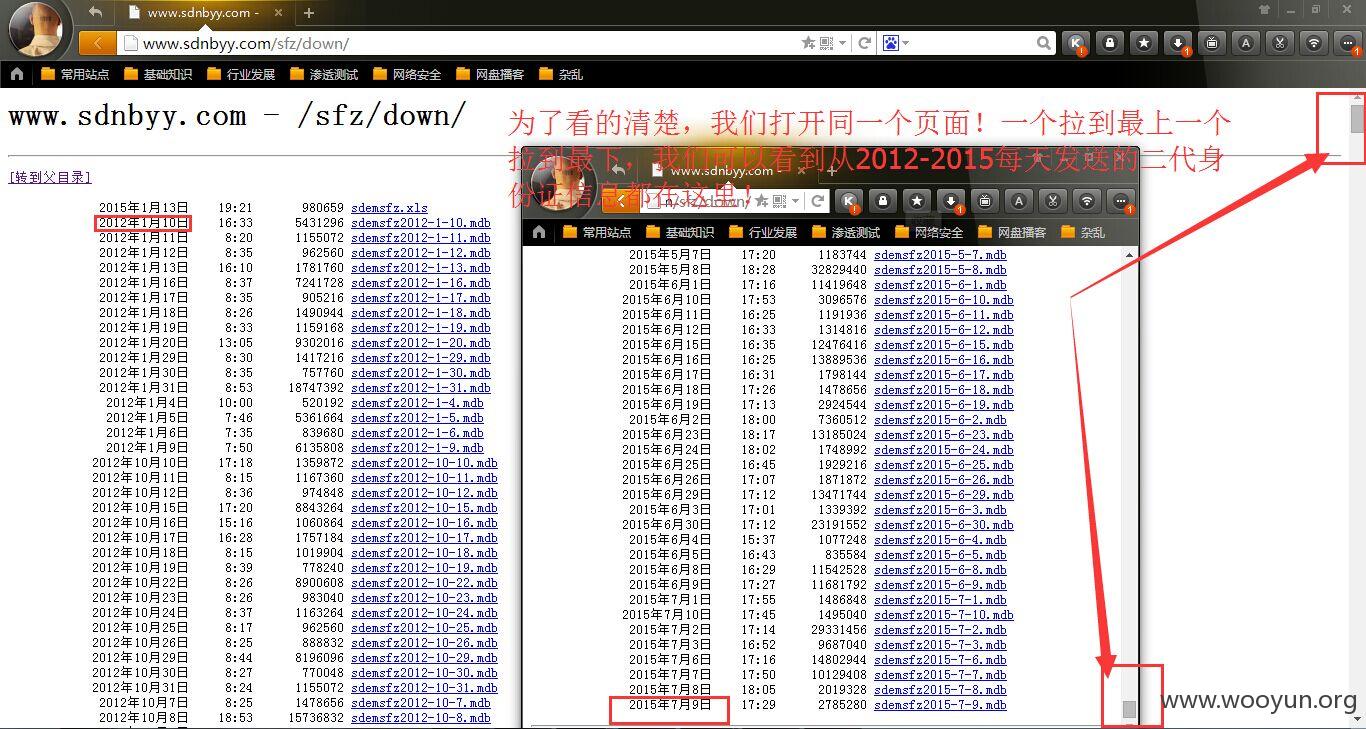 www.sdnbyy.com -
www.sdnbyy.com/sfz/down/
常用站点 基础知识 行业发展 渗透测试 网络安全 网盘播客 杂乱
www.sdnbyy.com - /sfz/down/
为了看的清楚，我们打开同一个页面！一个拉到最上一个
拉到最下，我们可以看到从2012-2015每天发送的二代身
份证信息都在这里！
[转到父目录]
2015年1月13日 19:21 980659 sdemsfz.xls
2012年1月10日 16:33 5431296 sdemsfz2012-1-10.mdb
2012年1月11日 8:20 1155072 sdemsfz2012-1-11.mdb
2012年1月12日 8:35 962560 sdemsfz2012-1-12.mdb
2012年1月13日 16:10 1781760 sdemsfz2012-1-13.mdb
2012年1月16日 8:37 7241728 sdemsfz2012-1-16.mdb
2012年1月17日 8:35 905216 sdemsfz2012-1-17.mdb
2012年1月18日 8:26 1490944 sdemsfz2012-1-18.mdb
2012年1月19日 8:33 1159168 sdemsfz2012-1-19.mdb
2012年1月20日 13:05 9302016 sdemsfz2012-1-20.mdb
2012年1月29日 8:30 1417216 sdemsfz2012-1-29.mdb
2012年1月30日 8:35 757760 sdemsfz2012-1-30.mdb
2012年1月31日 8:53 18747392 sdemsfz2012-1-31.mdb
2012年1月4日 10:00 520192 sdemsfz2012-1-4.mdb
2012年1月5日 7:46 5361664 sdemsfz2012-1-5.mdb
2012年1月6日 7:35 839680 sdemsfz2012-1-6.mdb
2012年1月9日 7:50 6135808 sdemsfz2012-1-9.mdb
2012年10月10日 17:18 1359872 sdemsfz2012-10-10.mdb
2012年10月11日 8:15 1167360 sdemsfz2012-10-11.mdb
2012年10月12日 8:36 974848 sdemsfz2012-10-12.mdb
2012年10月15日 17:20 8843264 sdemsfz2012-10-15.mdb
2012年10月16日 15:16 1060864 sdemsfz2012-10-16.mdb
2012年10月17日 16:28 1757184 sdemsfz2012-10-17.mdb
2012年10月18日 8:15 1019904 sdemsfz2012-10-18.mdb
2012年10月19日 8:39 778240 sdemsfz2012-10-19.mdb
2012年10月22日 8:26 8900608 sdemsfz2012-10-22.mdb
2012年10月23日 8:26 983040 sdemsfz2012-10-23.mdb
2012年10月24日 8:37 1163264 sdemsfz2012-10-24.mdb
2012年10月25日 8:17 962560 sdemsfz2012-10-25.mdb
2012年10月26日 8:25 888832 sdemsfz2012-10-26.mdb
2012年10月29日 8:44 8196096 sdemsfz2012-10-29.mdb
2012年10月30日 8:27 770048 sdemsfz2012-10-30.mdb
2012年10月31日 8:24 1155072 sdemsfz2012-10-31.mdb
2012年10月7日 8:25 1478656 sdemsfz2012-10-7.mdb
2012年10月8日 18:53 15736832 sdemsfz2012-10-8.mdb
www.sdnbyy.com -
n/sfz/down/
常用站点 基础知识 行业发展 渗透测试 网络安全 网盘播客 杂乱
2015年5月7日 17:20 1183744 sdemsfz2015-5-7.mdb
2015年5月8日 18:28 32829440 sdemsfz2015-5-8.mdb
2015年6月1日 17:16 11419648 sdemsfz2015-6-1.mdb
2015年6月10日 17:53 3096576 sdemsfz2015-6-10.mdb
2015年6月11日 16:25 1191936 sdemsfz2015-6-11.mdb
2015年6月12日 16:33 1314816 sdemsfz2015-6-12.mdb
2015年6月15日 16:35 12476416 sdemsfz2015-6-15.mdb
2015年6月16日 16:25 13889536 sdemsfz2015-6-16.mdb
2015年6月17日 16:31 1798144 sdemsfz2015-6-17.mdb
2015年6月18日 17:26 1478656 sdemsfz2015-6-18.mdb
2015年6月19日 17:13 2924544 sdemsfz2015-6-19.mdb
2015年6月2日 18:00 7360512 sdemsfz2015-6-2.mdb
2015年6月23日 18:17 13185024 sdemsfz2015-6-23.mdb
2015年6月24日 18:02 1748992 sdemsfz2015-6-24.mdb
2015年6月25日 16:45 1929216 sdemsfz2015-6-25.mdb
2015年6月26日 17:07 1871872 sdemsfz2015-6-26.mdb
2015年6月29日 17:12 13471744 sdemsfz2015-6-29.mdb
2015年6月3日 17:01 1339392 sdemsfz2015-6-3.mdb
2015年6月30日 17:12 23191552 sdemsfz2015-6-30.mdb
2015年6月4日 15:37 1077248 sdemsfz2015-6-4.mdb
2015年6月5日 16:43 835584 sdemsfz2015-6-5.mdb
2015年6月8日 16:29 11542528 sdemsfz2015-6-8.mdb
2015年6月9日 17:27 11681792 sdemsfz2015-6-9.mdb
2015年7月1日 17:55 1486848 sdemsfz2015-7-1.mdb
2015年7月10日 17:45 1495040 sdemsfz2015-7-10.mdb
2015年7月2日 17:14 29331456 sdemsfz2015-7-2.mdb
2015年7月3日 16:52 9687040 sdemsfz2015-7-3.mdb
2015年7月6日 17:16 14802944 sdemsfz2015-7-6.mdb
2015年7月7日 17:50 10129408 sdemsfz2015-7-7.mdb
2015年7月8日 18:05 2019328 sdemsfz2015-7-8.mdb
2015年7月9日 17:29 2785280 sdemsfz2015-7-9.mdb
www.wooyun.org